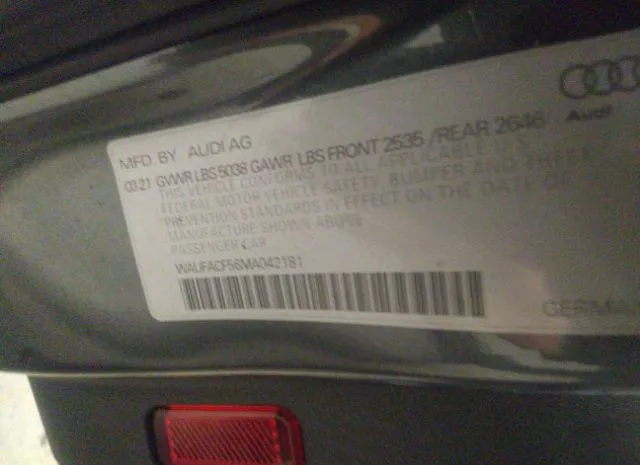 Audi
MFD BY AUDI AG
03.21 GVWR LBS 5038 GAWR LBS FRONT 2535 /REAR 2646
THIS VEHICLE CONFORMS TO ALL APPLICABLE U.S.
FEDERAL MOTOR VEHICLE SAFETY, BUMPER AND THEFT
PREVENTION STANDARDS IN EFFECT ON THE DATE OF
MANUFACTURE SHOWN ABOVE
PASSENGER CAR
WAUFACF56MA042181